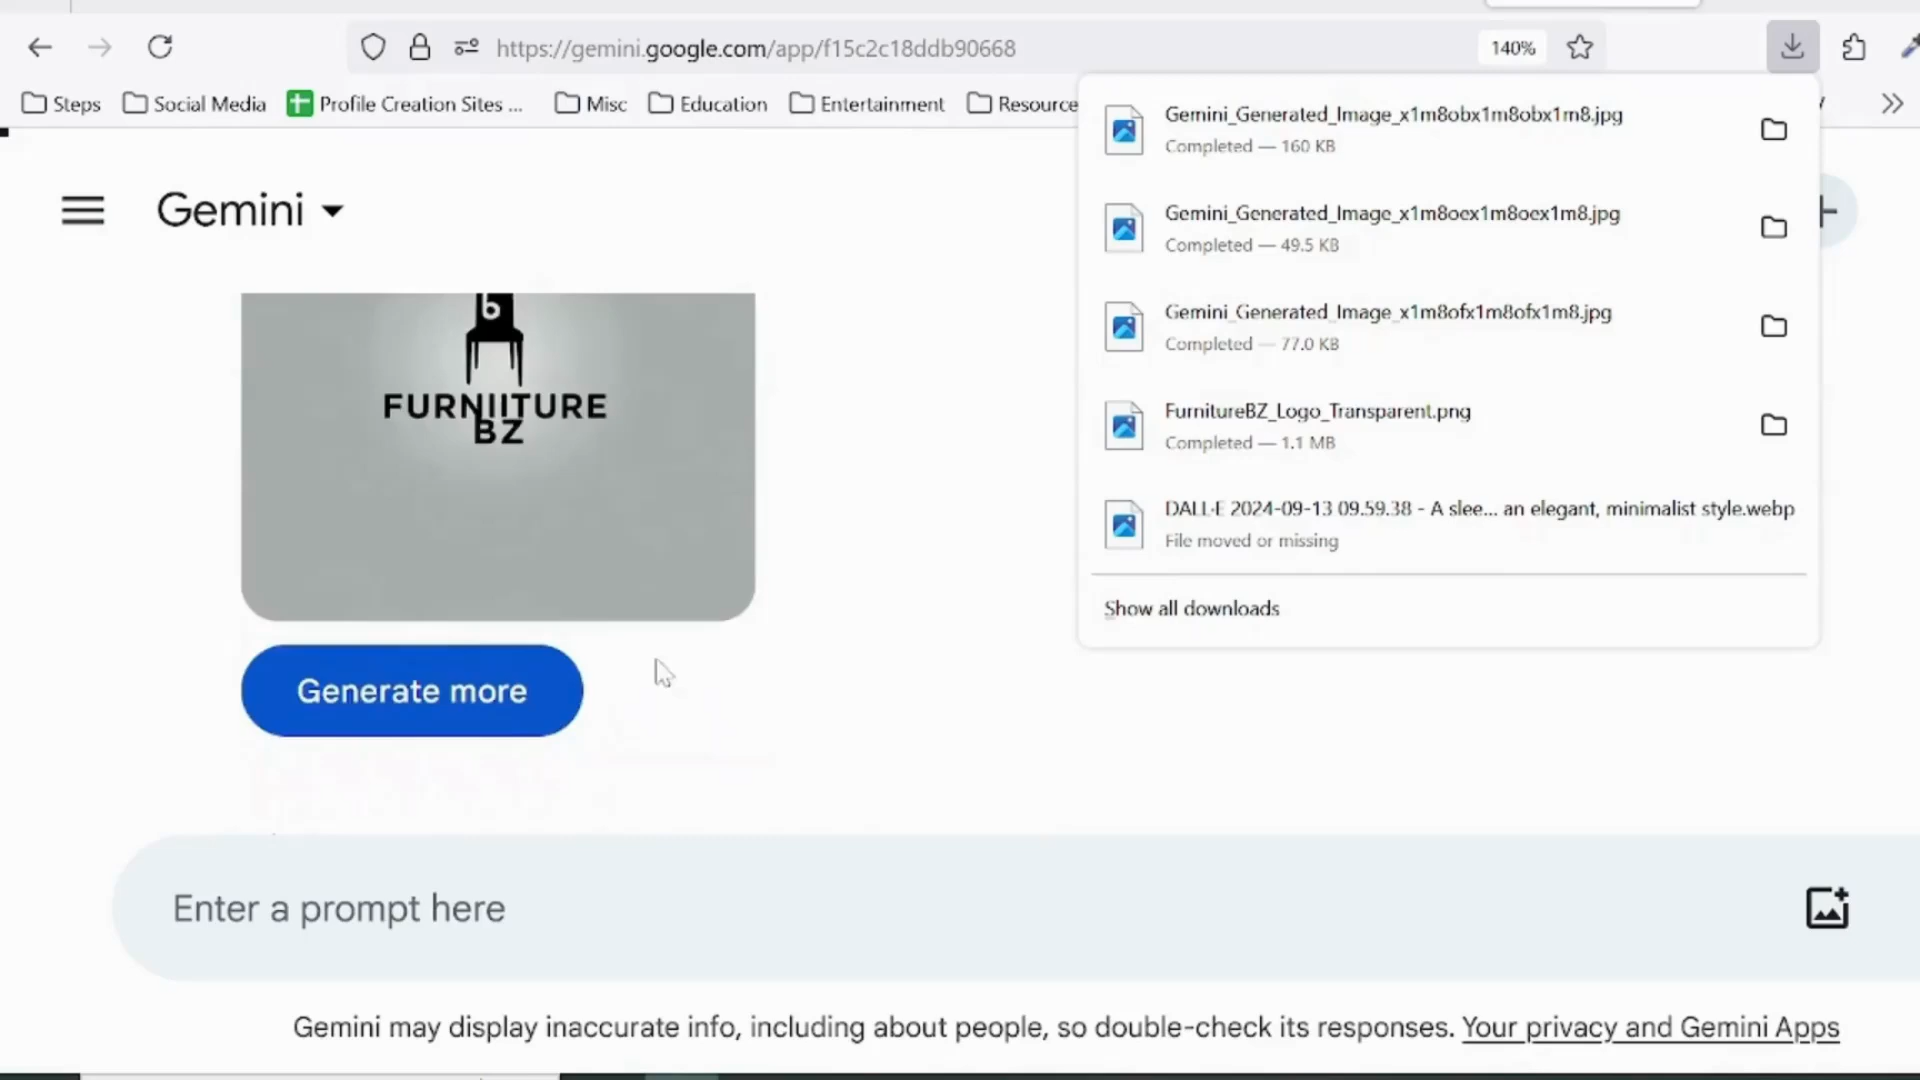 https://gemini.google.com/app/f15c2c18ddb90668
140%
Steps
Social Media
Profile Creation Sites ...
Misc
Education
Entertainment
Resource
Gemini
b
FURNIITURE
BZ
Generate more
Gemini_Generated_Image_x1m8obx1m8obx1m8.jpg
Completed — 160 KB
Gemini_Generated_Image_x1m8oex1m8oex1m8.jpg
Completed — 49.5 KB
Gemini_Generated_Image_x1m8ofx1m8ofx1m8.jpg
Completed — 77.0 KB
FurnitureBZ_Logo_Transparent.png
Completed — 1.1 MB
DALL·E 2024-09-13 09.59.38 - A slee... an elegant, minimalist style.webp
File moved or missing
Show all downloads
Enter a prompt here
Gemini may display inaccurate info, including about people, so double-check its responses. Your privacy and Gemini Apps